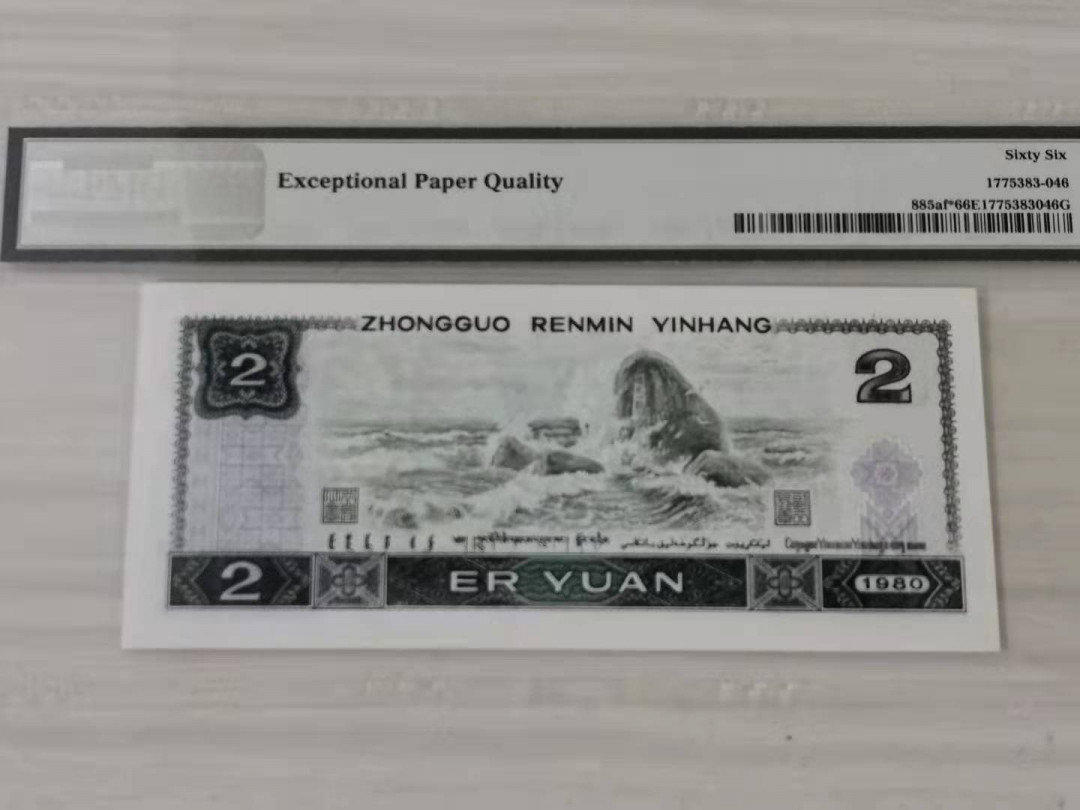 Sixty Six
Exceptional Paper Quality
1775383-046
885af*66E1775383046G
ZHONGGUO RENMIN YINHANG
2
2
2
ER YUAN
1980